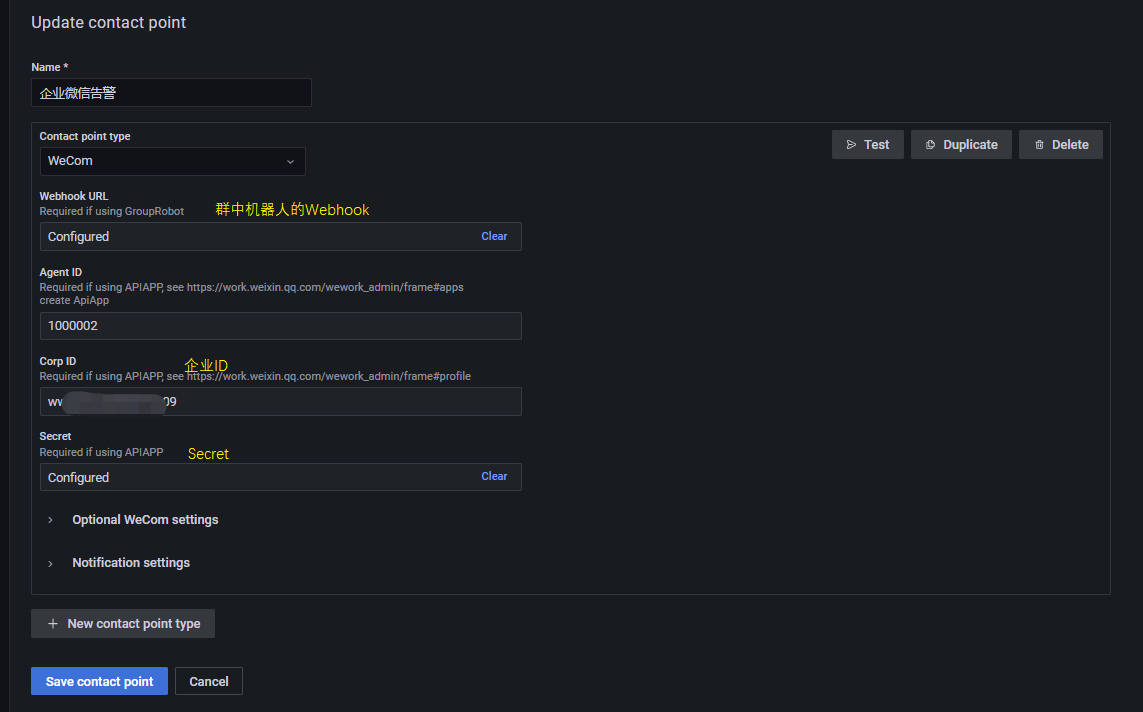 Update contact point
Name *
企业微信告警
Contact point type
WeCom
Test
Duplicate
Delete
Webhook URL
Required if using GroupRobot
群中机器人的Webhook
Configured
Clear
Agent ID
Required if using APIAPP, see https://work.weixin.qq.com/wework_admin/frame#apps
create ApiApp
1000002
Corp ID
企业ID
Required if using APIAPP, see https://work.weixin.qq.com/wework_admin/frame#profile
09
Secret
Required if using APIAPP
Secret
Configured
Clear
Optional WeCom settings
Notification settings
New contact point type
Save contact point
Cancel